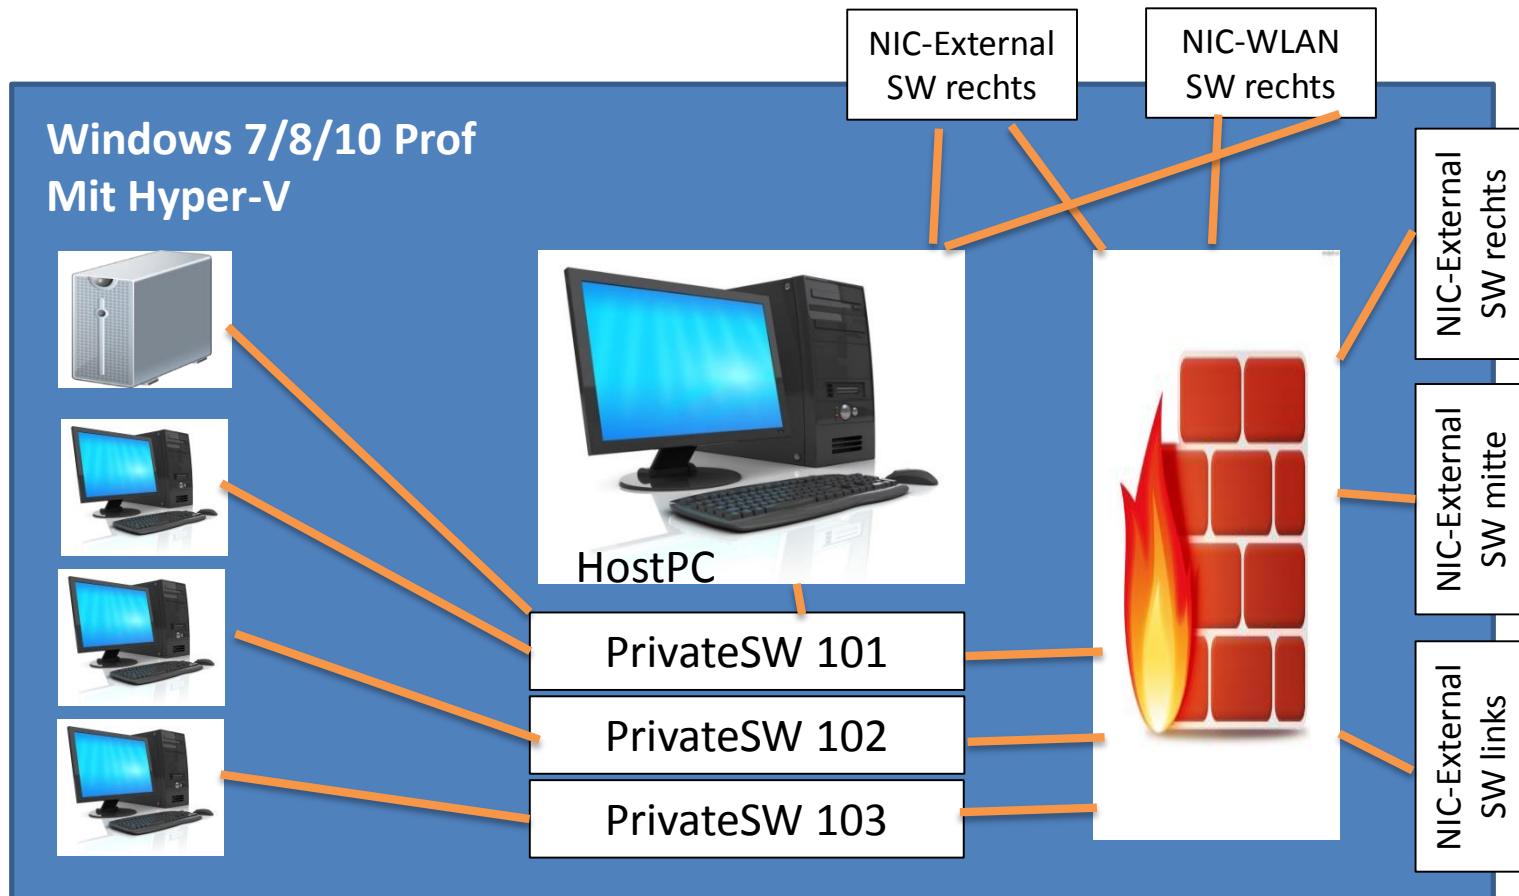 NIC-External
SW rechts
NIC-WLAN
SW rechts
Windows 7/8/10 Prof
Mit Hyper-V
NIC-External
SW rechts
NIC-External
SW mitte
HostPC
PrivateSW 101
PrivateSW 102
PrivateSW 103
NIC-External
SW links